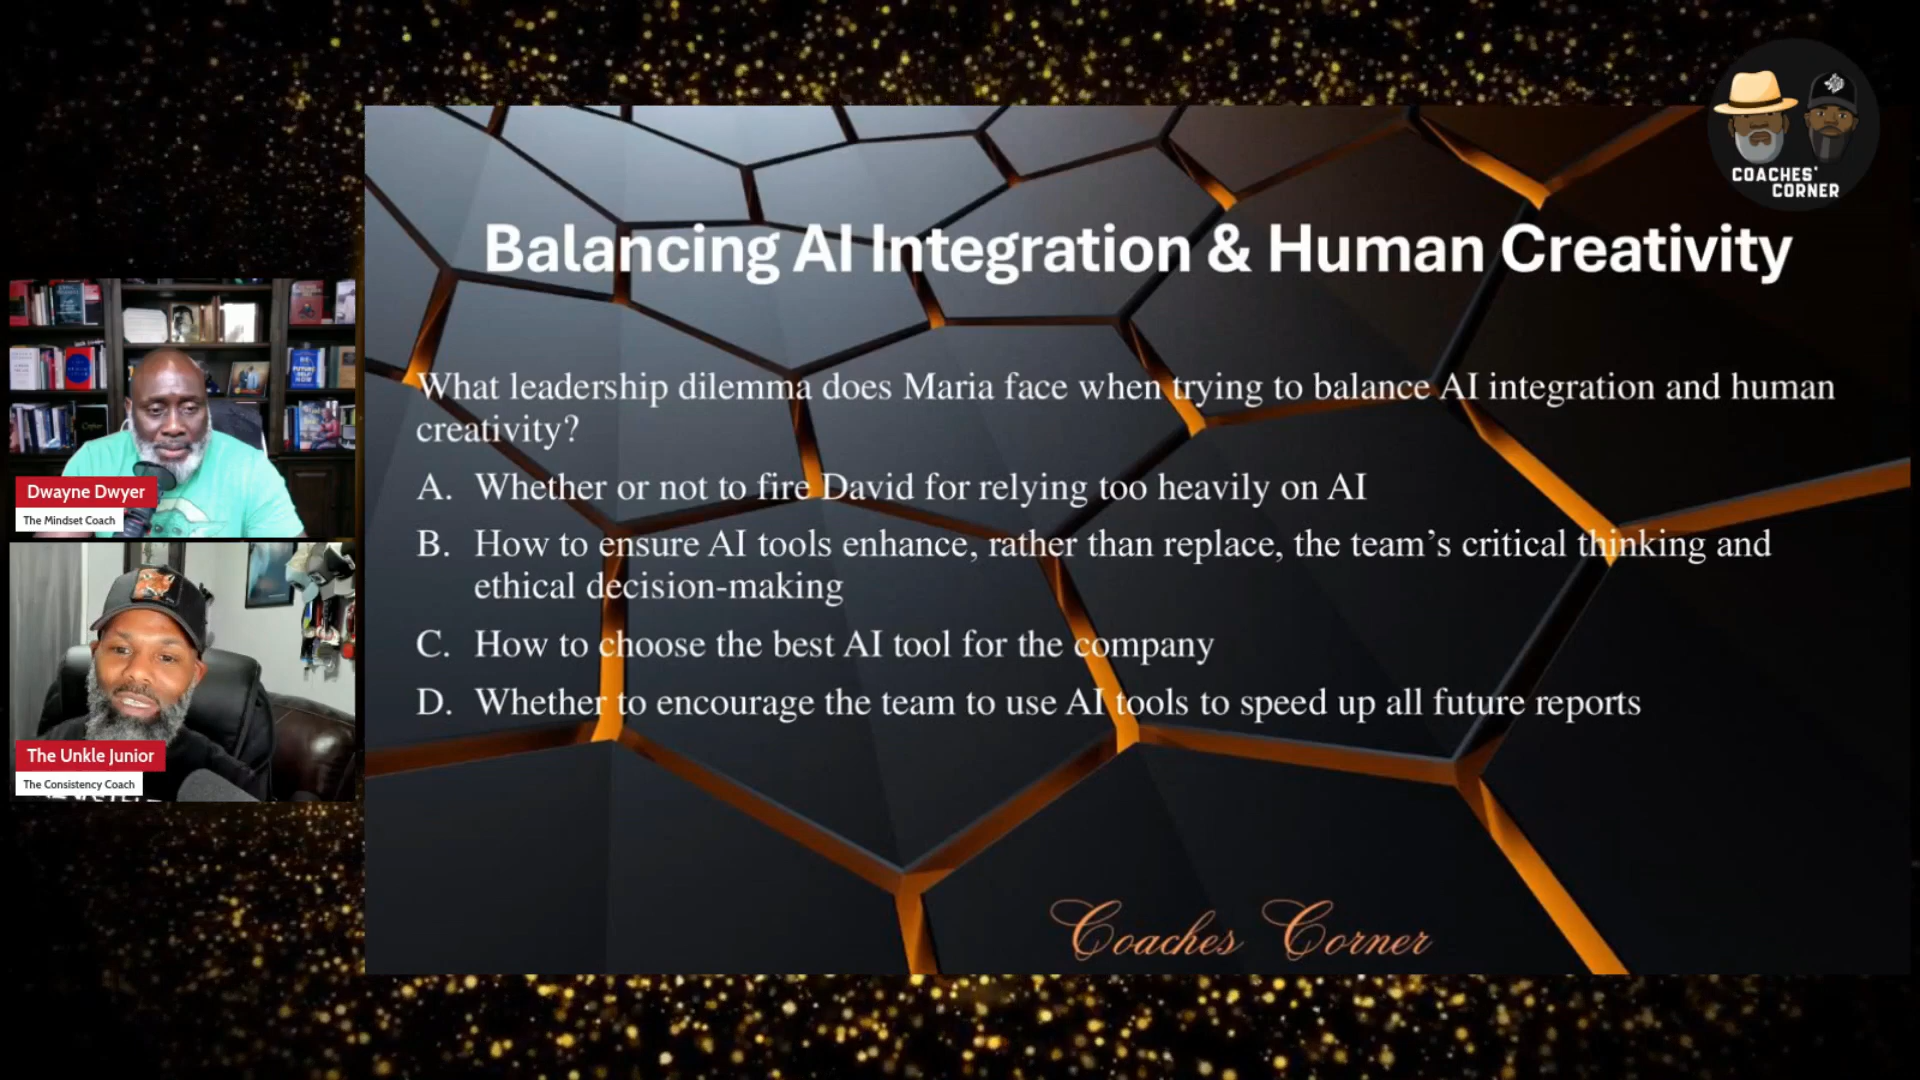 COACHES'
CORNER
Balancing AI Integration & Human Creativity
What leadership dilemma does Maria face when trying to balance AI integration and human
creativity?
A. Whether or not to fire David for relying too heavily on AI
B. How to ensure AI tools enhance, rather than replace, the team’s critical thinking and
ethical decision-making
C. How to choose the best AI tool for the company
D. Whether to encourage the team to use AI tools to speed up all future reports
Coaches Corner
Dwayne Dwyer
The Mindset Coach
The Unkle Junior
The Consistency Coach